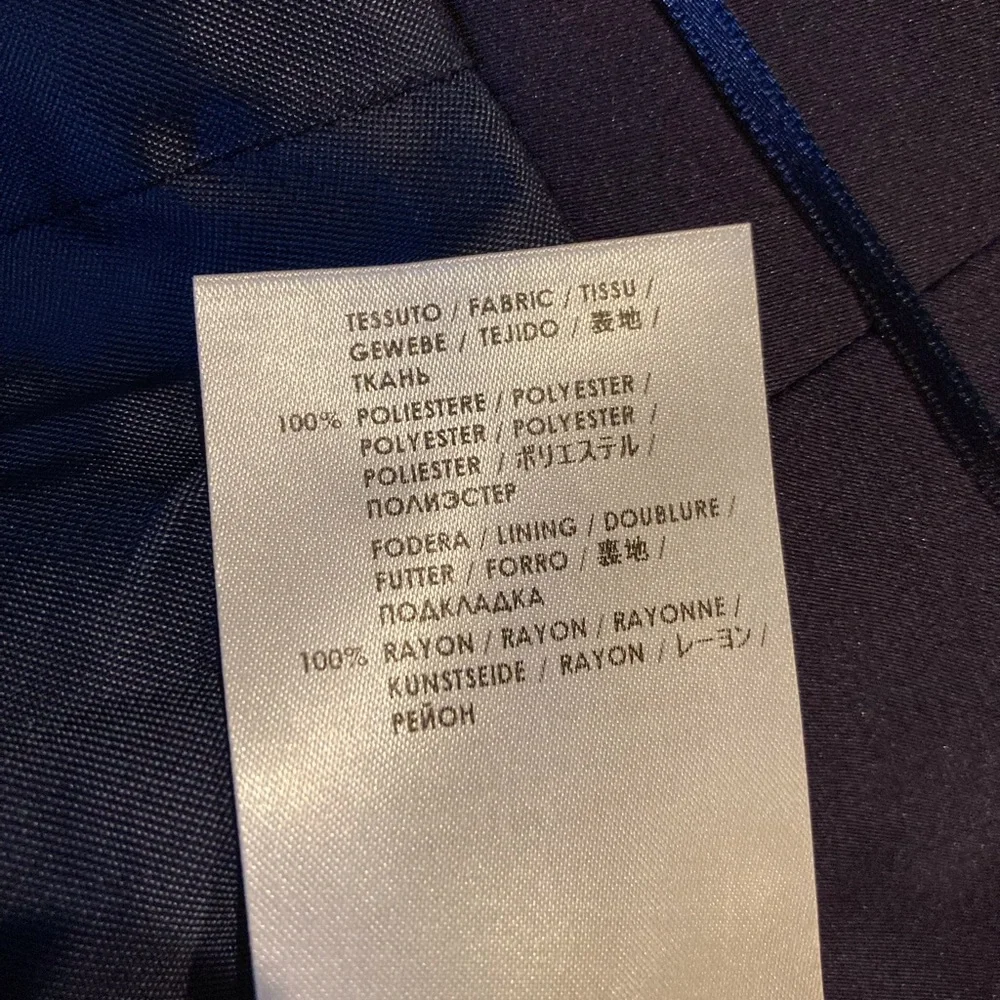 TESSUTO / FABRIC / TISSU /
GEWEBE / TEJIDO / 表地 /
ТКАНЬ
100% POLIESTERE / POLYESTER /
POLYESTER / POLYESTER /
POLIESTER / ポリエステル /
ПОЛИЭСТЕР
FODERA / LINING / DOUBLURE /
FUTTER / FORRO / 裏地 /
ПОДКЛАДКА
100% RAYON / RAYON / RAYONNE /
KUNSTSEIDE / RAYON / レーヨン /
РЕЙОН